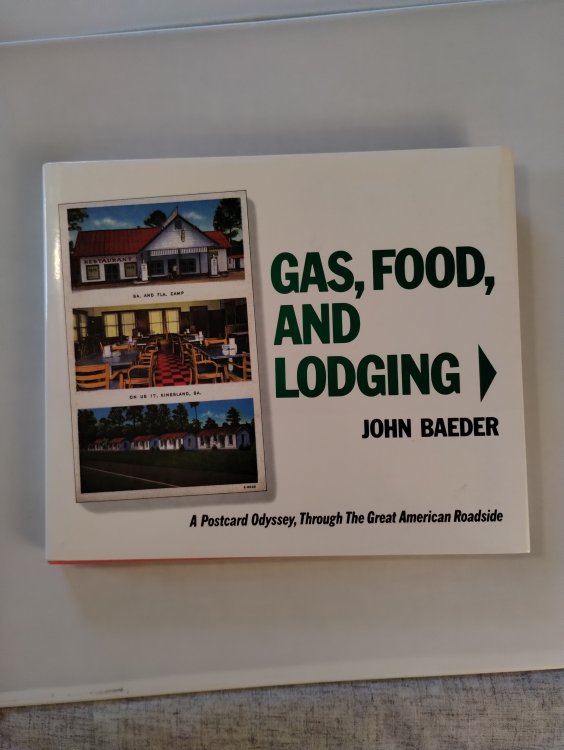 RESTAURANT
GA. AND FLA. CAMP
ON US 17, KINGSLAND, GA.
GAS, FOOD,
AND
LODGING
JOHN BAEDER
A Postcard Odyssey, Through The Great American Roadside